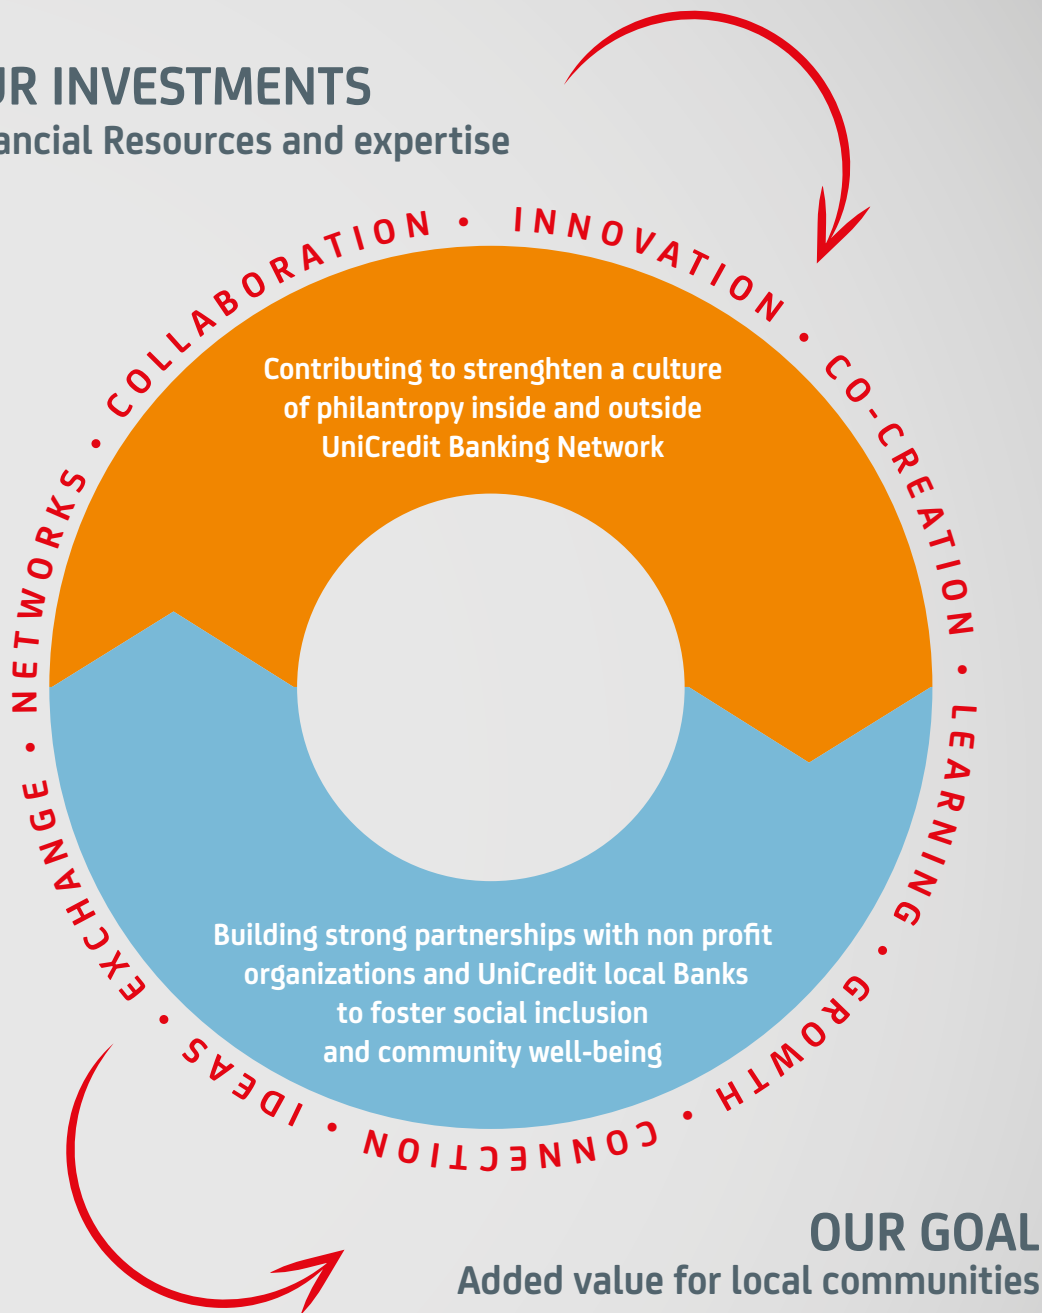 UR INVESTMENTS
ancial Resources and expertise
INNOVATION • CO-CREATION • LEARNING • GROWTH • CONNECTION • IDEAS • EXCHANGE • NETWORKS • COLLABORATION •
Contributing to strenghten a culture
of philantropy inside and outside
UniCredit Banking Network
Building strong partnerships with non profit
organizations and UniCredit local Banks
to foster social inclusion
and community well-being
OUR GOAL
Added value for local communities